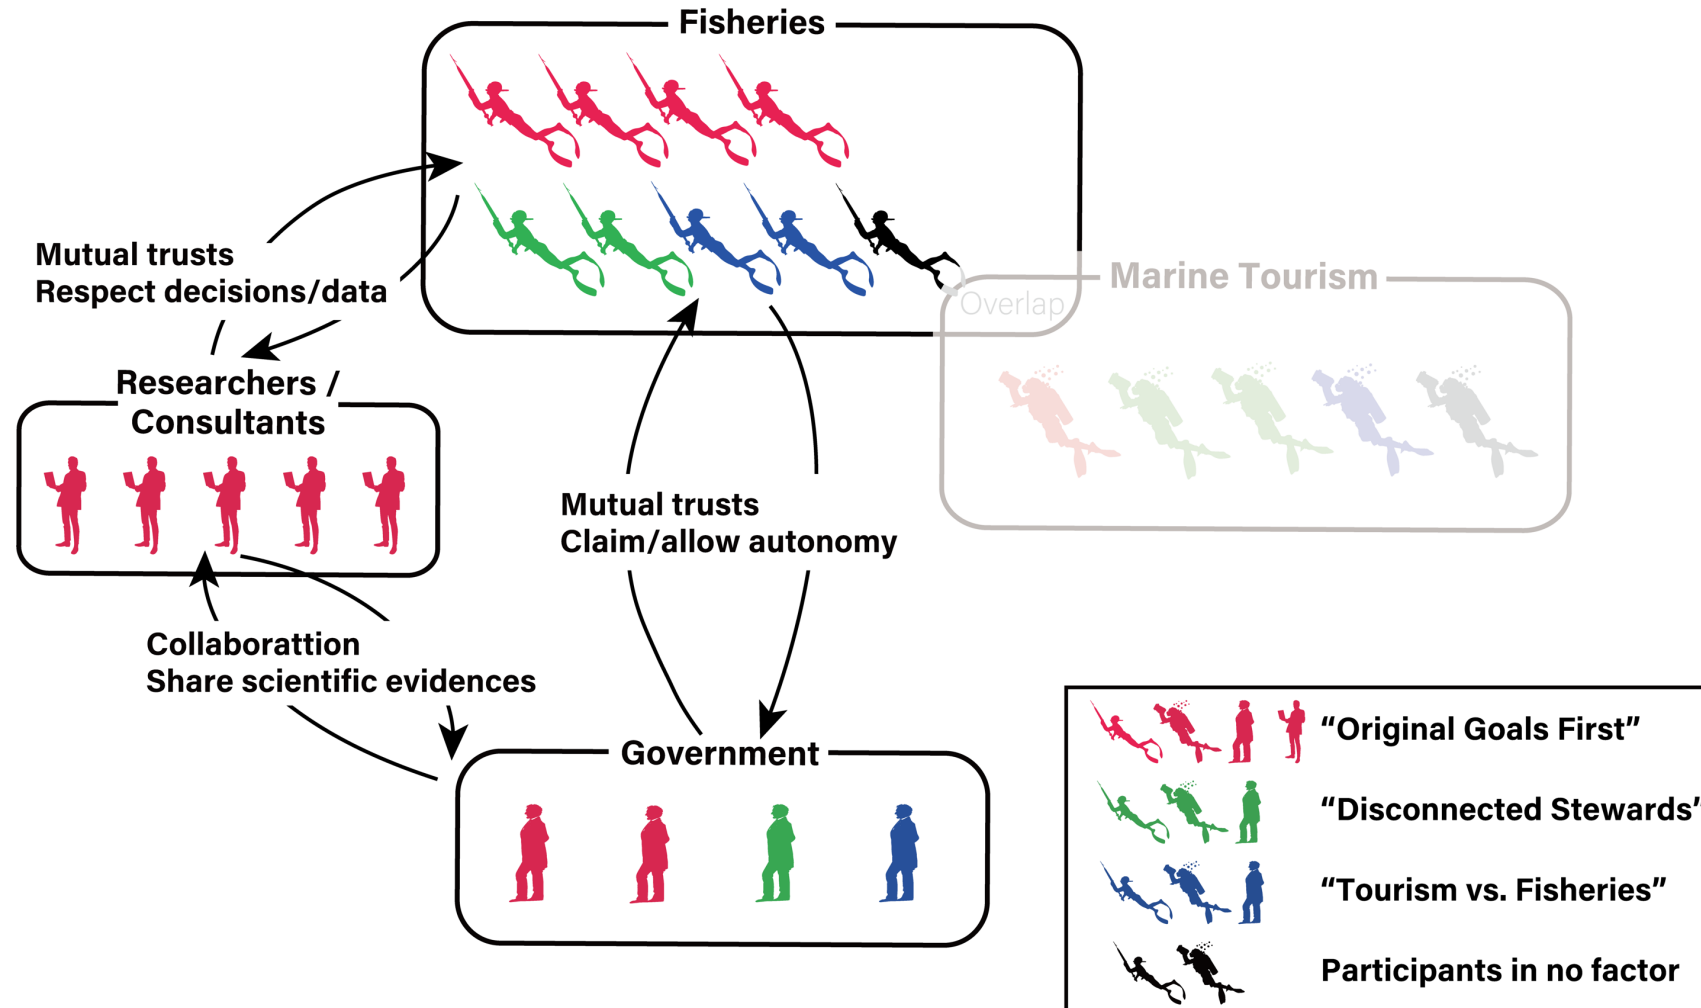 Fisheries
Mutual trusts
Respect decisions/data
Marine Tourism
Overlap
Researchers /
Consultants
Mutual trusts
Claim/allow autonomy
Collaborattion
Share scientific evidences
Government
“Original Goals First”
“Disconnected Stewards”
“Tourism vs. Fisheries”
Participants in no factor